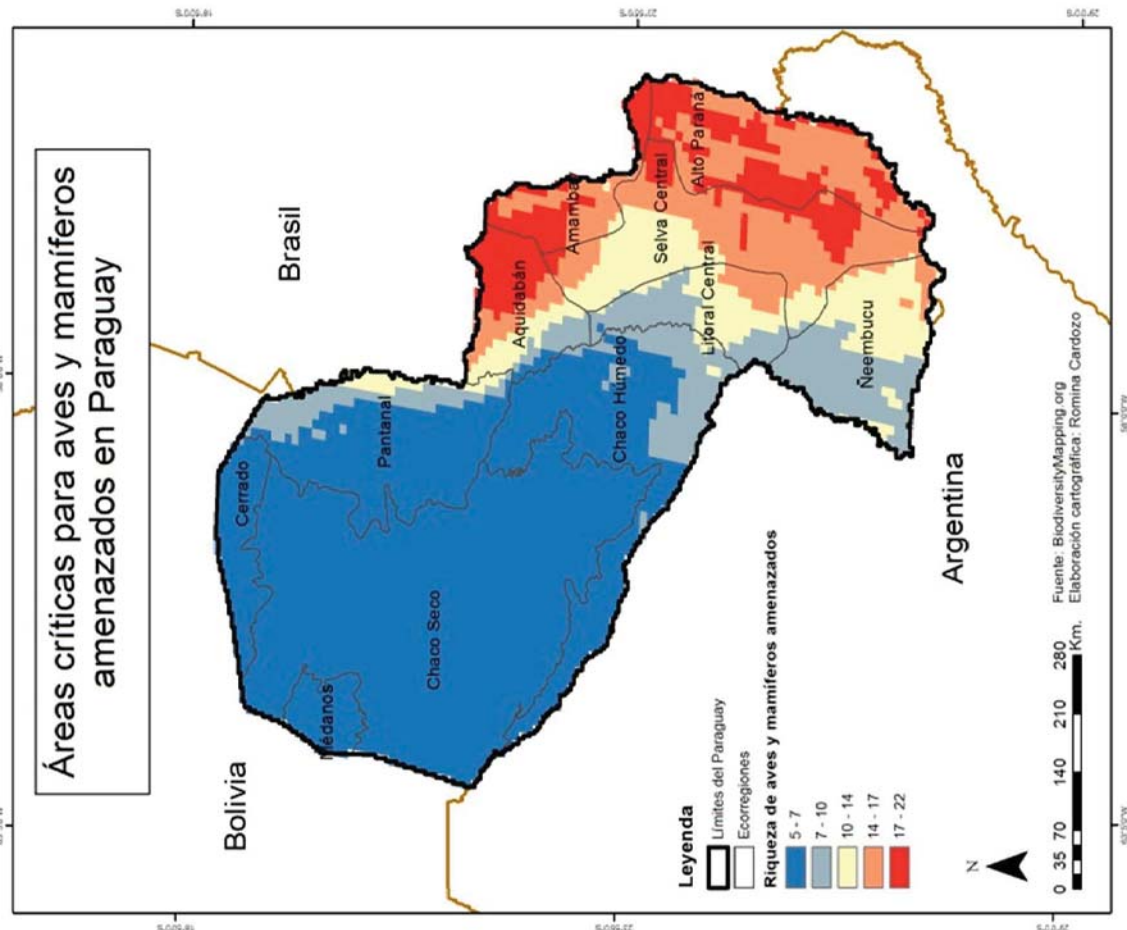 Áreas críticas para aves y mamíferos
amenazados en Paraguay
Brasil
Bolivia
Argentina
Cerrado
Pantanal
Médanos
Chaco Seco
Aquidabán
Amambay
Chaco Húmedo
Selva Central
Alto Paraná
Litoral Central
Ñeembucu
Leyenda
Límites del Paraguay
Ecorregiones
Riqueza de aves y mamíferos amenazados
5 - 7
7 - 10
10 - 14
14 - 17
17 - 22
N
0 35 70 140 210 280
Km.
Fuente: BiodiversityMapping.org
Elaboración cartográfica: Romina Cardozo